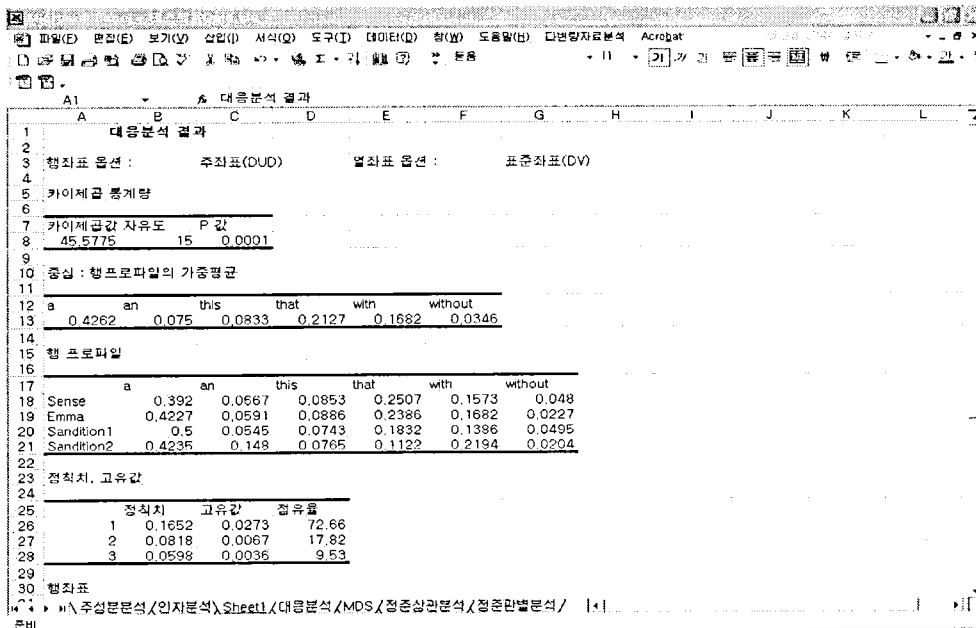 파일(F) 편집(E) 보기(V) 삽입(I) 서식(O) 도구(T) 데이터(D) 창(W) 도움말(H) 다변량자료분석 Acrobat
A1 대응분석 결과
A B C D E F G H I J K L
1 대응분석 결과
2
3 행좌표 옵션 : 주좌표(DUD) 열좌표 옵션 : 표준좌표(DV)
4
5 카이제곱 통계량
6
7 카이제곱값 자유도 P 값
8 45.5775 15 0.0001
9
10 중심 : 행프로파일의 가중평균
11
12 a an this that with without
13 0.4262 0.075 0.0833 0.2127 0.1682 0.0346
14
15 행 프로파일
16
17 a an this that with without
18 Sense 0.392 0.0667 0.0853 0.2507 0.1573 0.048
19 Emma 0.4227 0.0591 0.0886 0.2386 0.1682 0.0227
20 Sandition1 0.5 0.0545 0.0743 0.1832 0.1386 0.0495
21 Sandition2 0.4235 0.148 0.0765 0.1122 0.2194 0.0204
22
23 정칙치, 고유값
24
25 정칙치 고유값 점유율
26 1 0.1652 0.0273 72.66
27 2 0.0818 0.0067 17.82
28 3 0.0598 0.0036 9.53
29
30 행좌표
주성분분석 / 인자분석 \ Sheet1 / 대응분석 / MDS / 정준상관분석 / 정준판별분석 /
준비